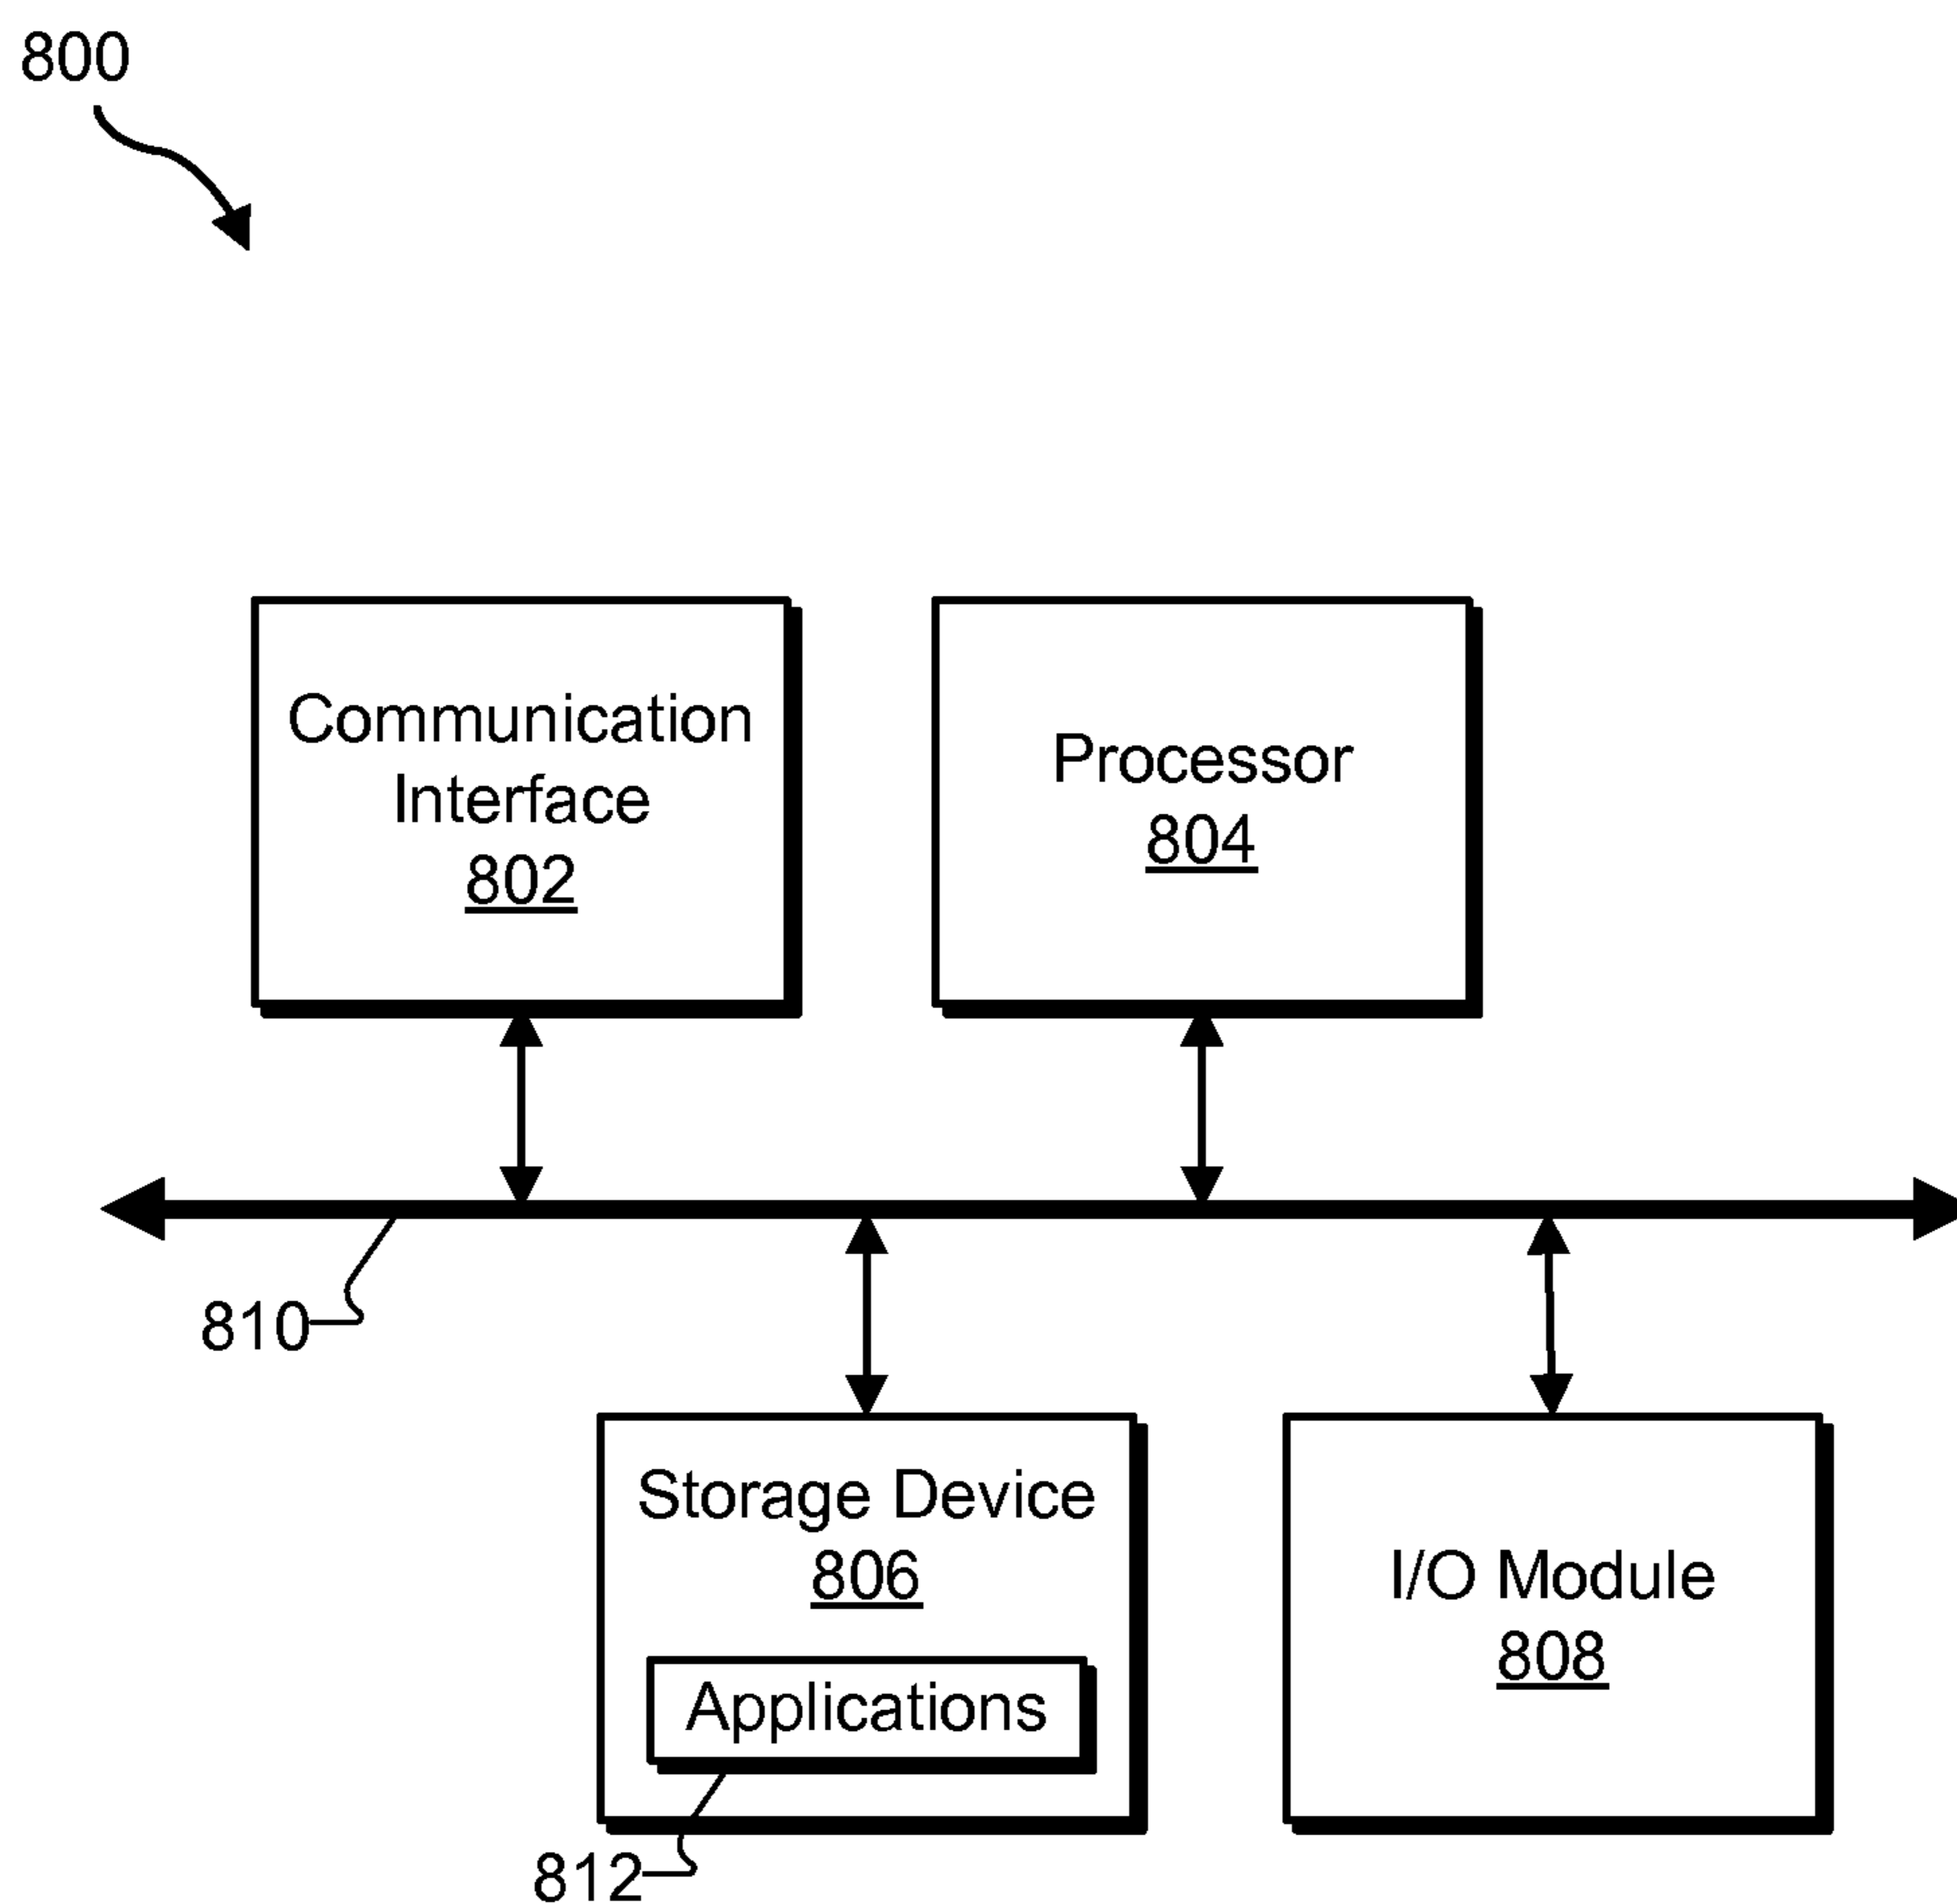 800
Communication
Interface
802
Processor
804
810
Storage Device
806
Applications
812
I/O Module
808